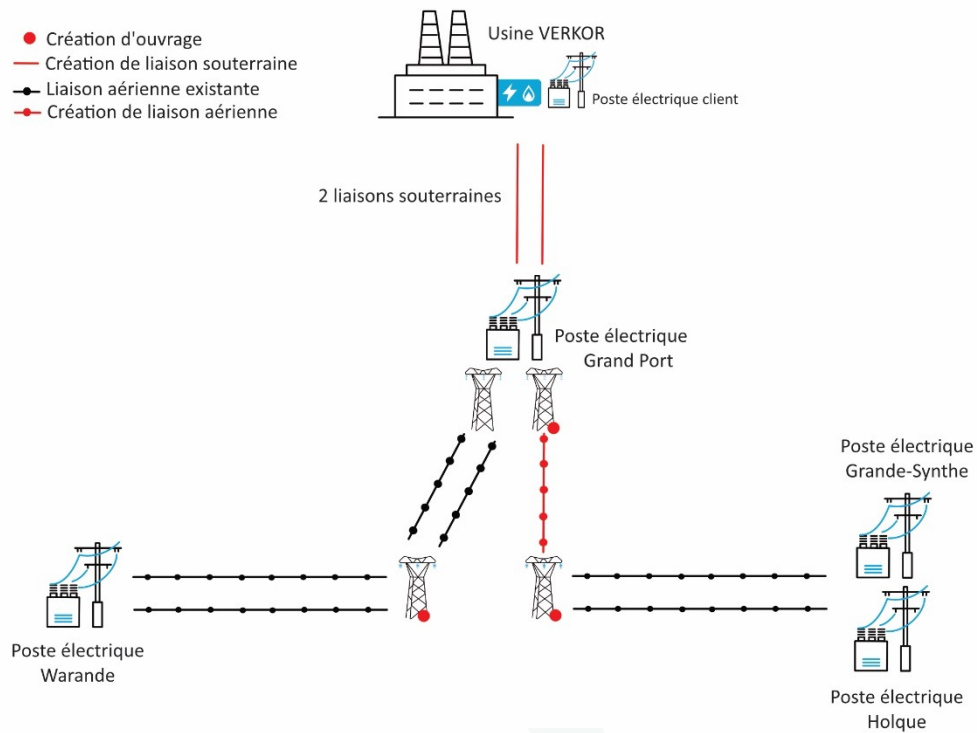 Usine VERKOR
Création d'ouvrage
Création de liaison souterraine
Liaison aérienne existante
Création de liaison aérienne
Poste électrique client
2 liaisons souterraines
Poste électrique
Grand Port
Poste électrique
Grande-Synthe
Poste électrique
Warande
Poste électrique
Holque